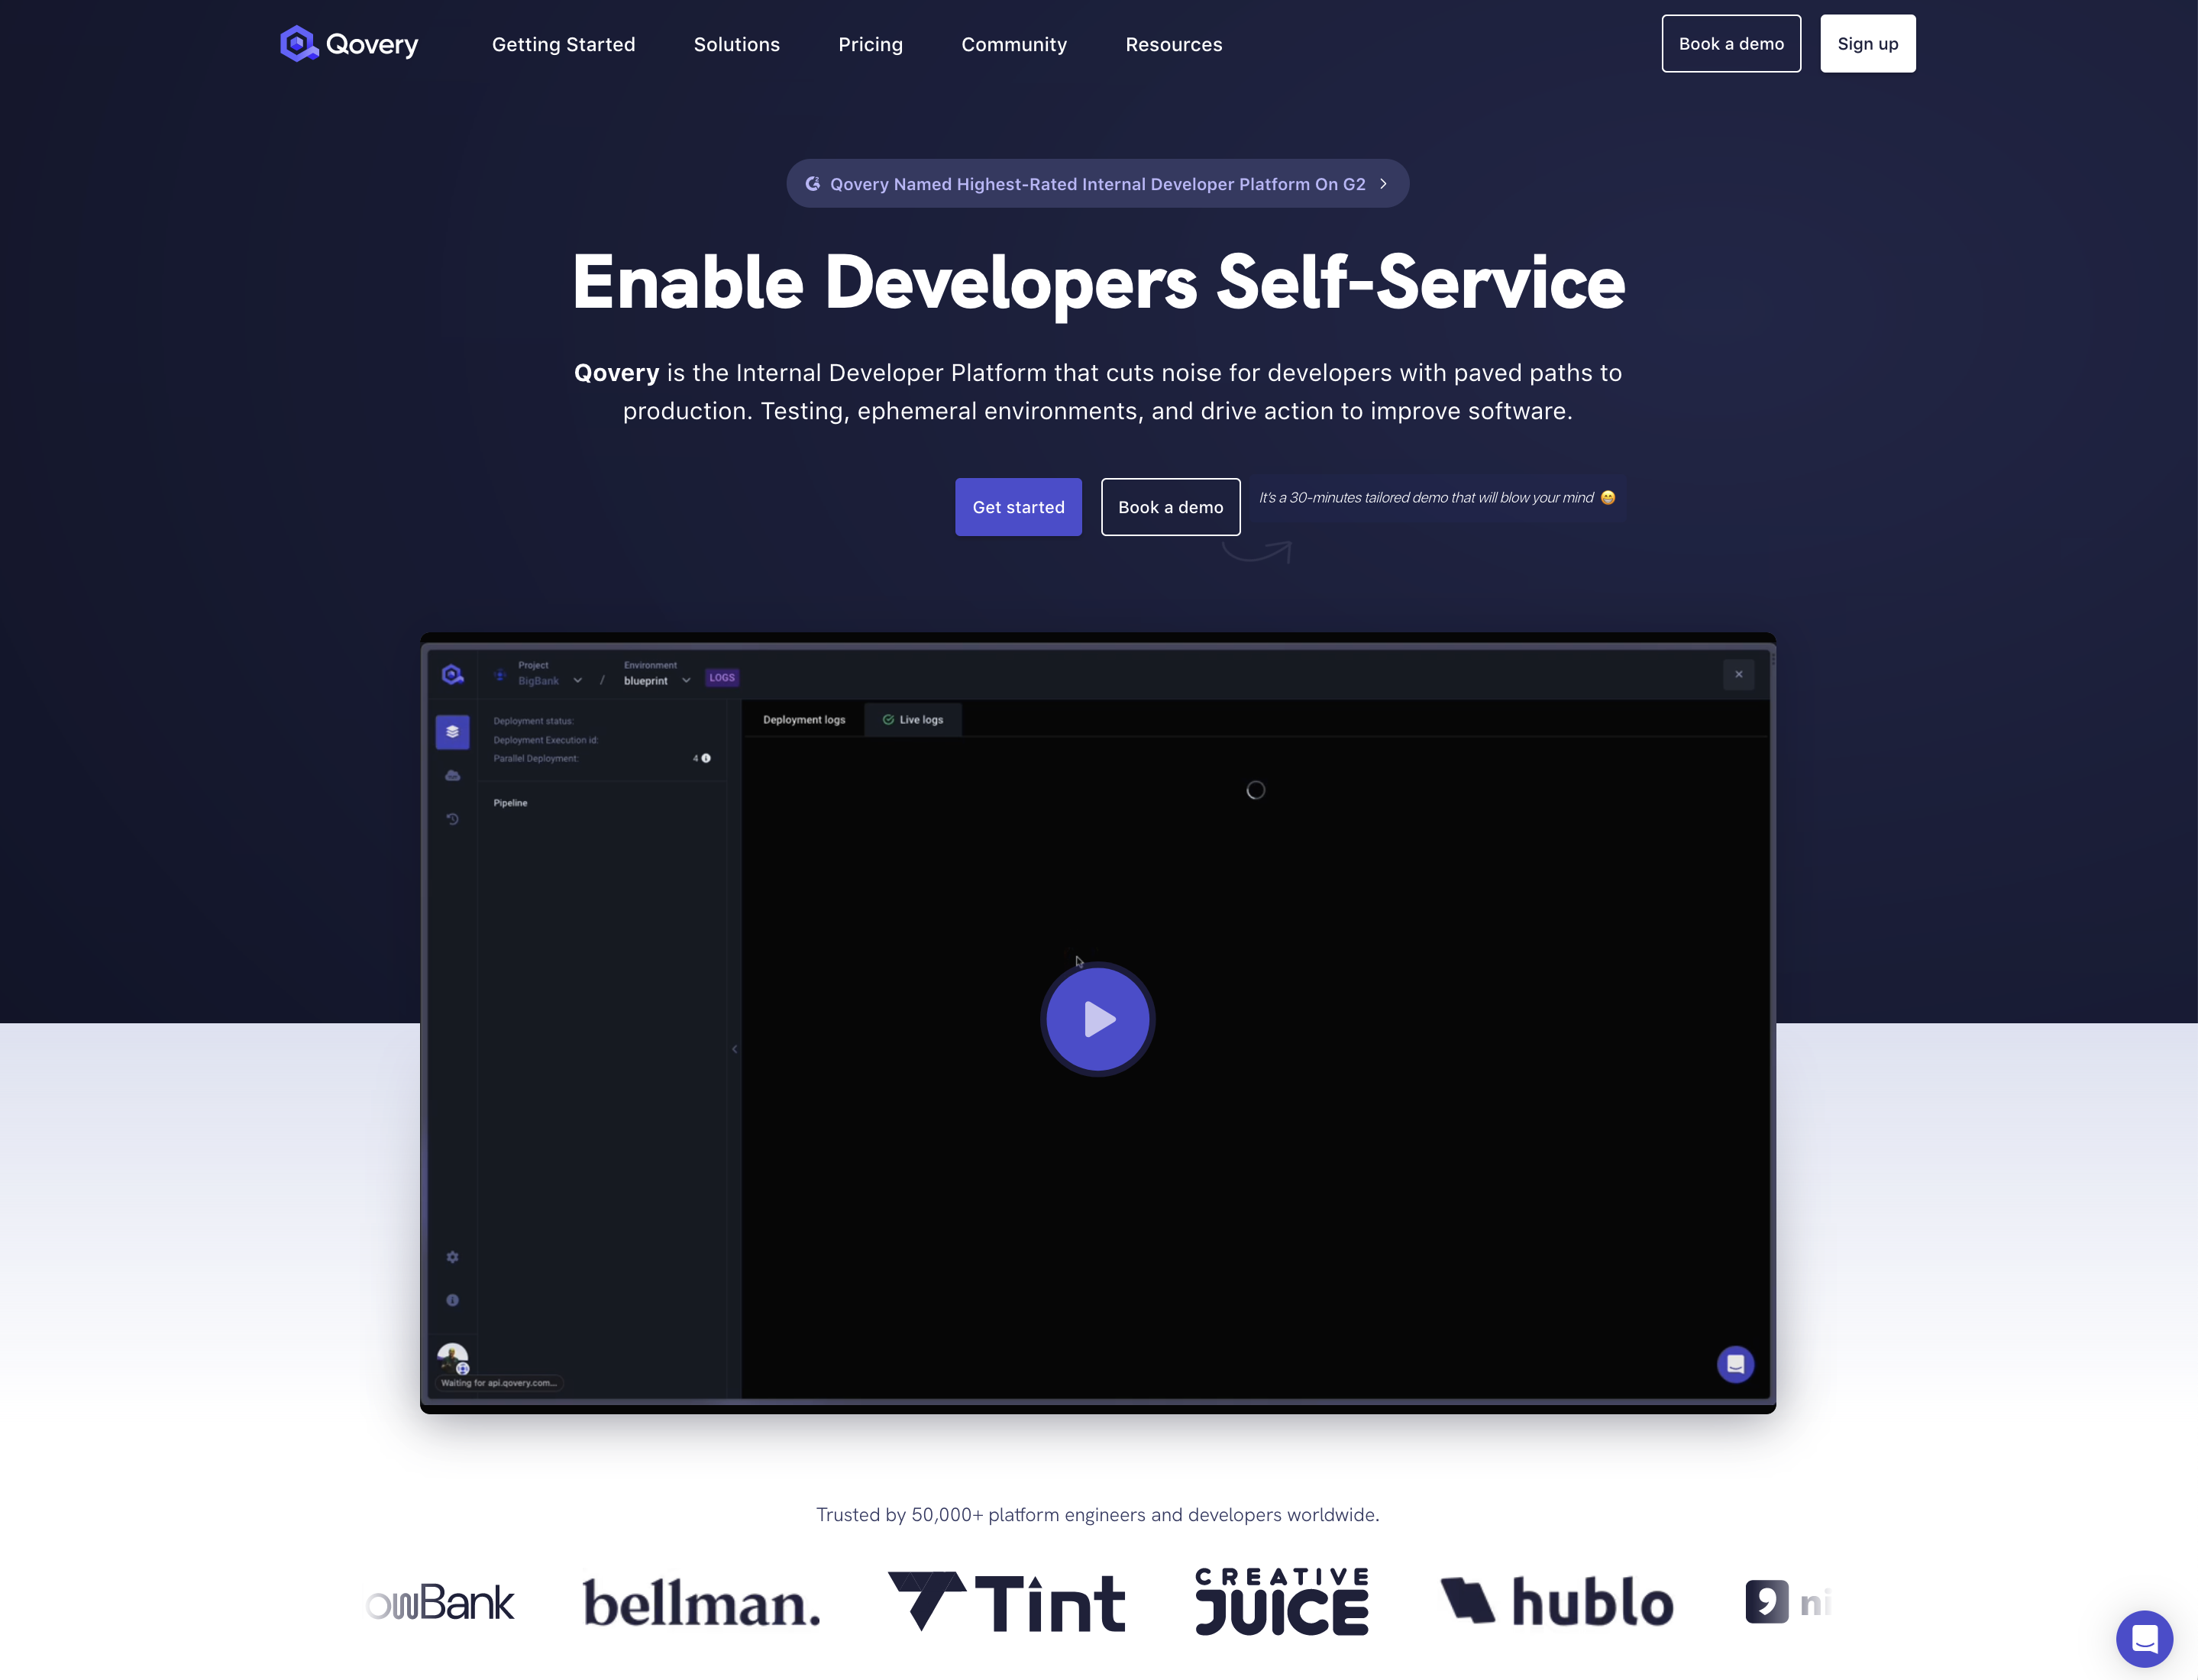 Qovery
Getting Started
Solutions
Pricing
Community
Resources
Book a demo
Sign up
Qovery Named Highest-Rated Internal Developer Platform On G2
Enable Developers Self-Service
Qovery is the Internal Developer Platform that cuts noise for developers with paved paths to
production. Testing, ephemeral environments, and drive action to improve software.
Get started
Book a demo
It's a 30-minutes tailored demo that will blow your mind 😁
Project
BigBank
/
Environment
blueprint
LOGS
Deployment status:
Deployment Execution id:
Parallel Deployment:
4
Pipeline
Deployment logs
Live logs
Waiting for api.qovery.com...
Trusted by 50,000+ platform engineers and developers worldwide.
owBank
bellman.
Tint
CREATIVE
JUICE
hublo
ni